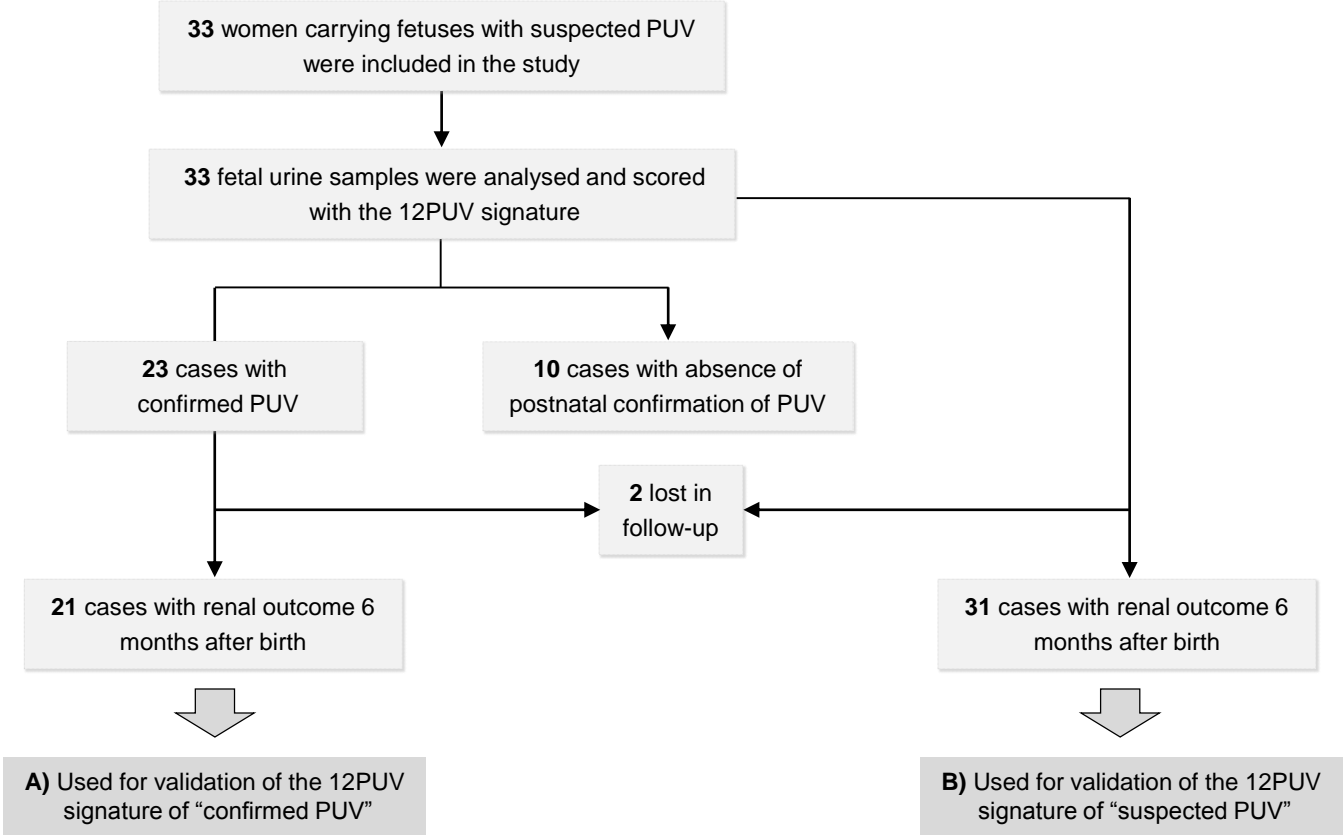 33 women carrying fetuses with suspected PUV
were included in the study
33 fetal urine samples were analysed and scored
with the 12PUV signature
23 cases with
confirmed PUV
10 cases with absence of
postnatal confirmation of PUV
2 lost in
follow-up
21 cases with renal outcome 6
months after birth
31 cases with renal outcome 6
months after birth
A) Used for validation of the 12PUV
signature of “confirmed PUV”
B) Used for validation of the 12PUV
signature of “suspected PUV”